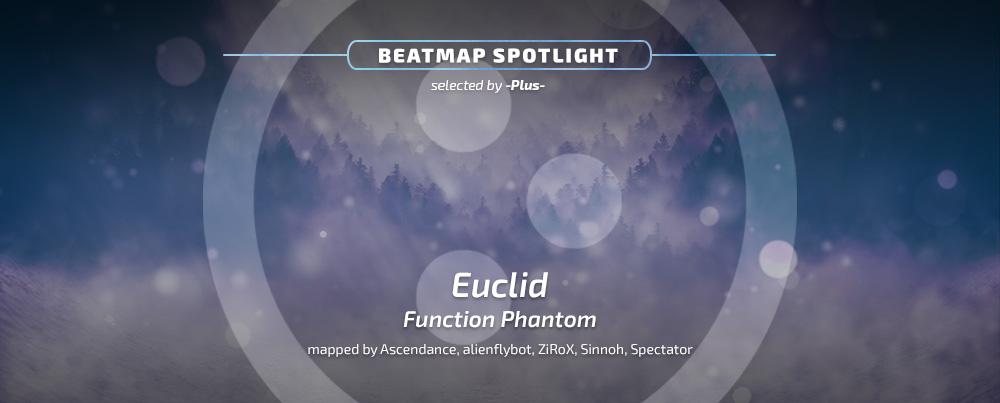 BEATMAP SPOTLIGHT
selected by -Plus-
Euclid
Function Phantom
mapped by Ascendance, alienflybot, ZiRoX, Sinnoh, Spectator